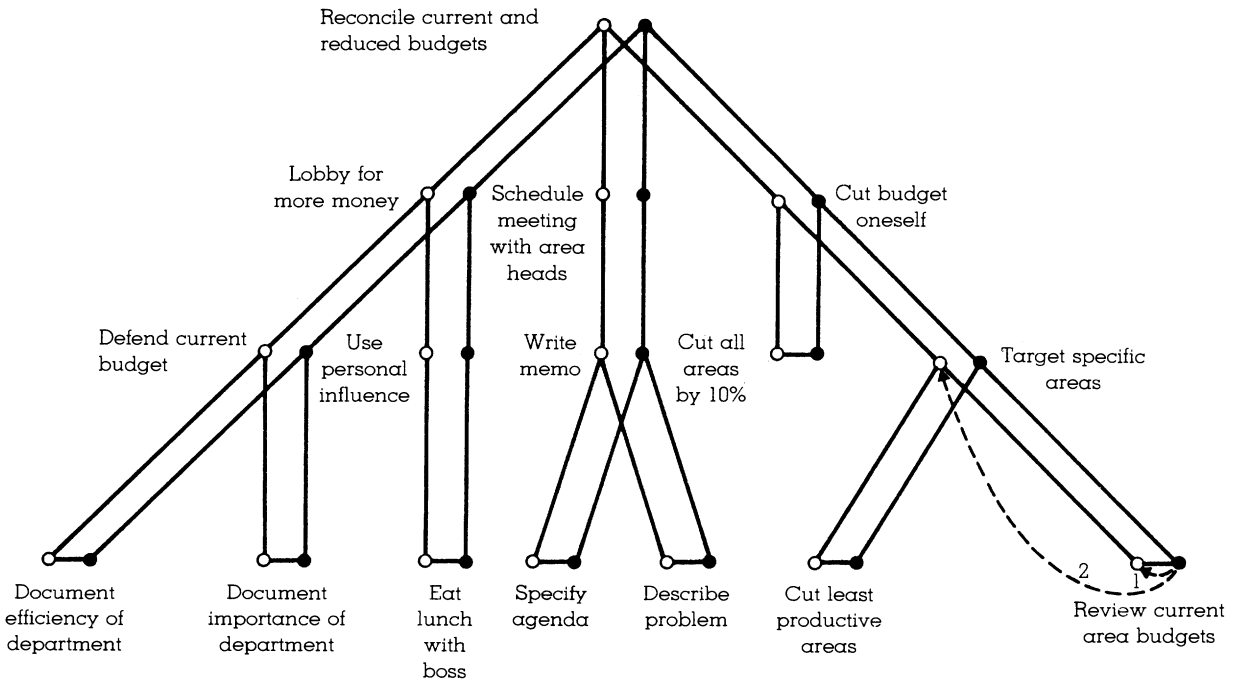 Reconcile current and
reduced budgets
Lobby for
more money
Schedule
meeting
with area
heads
Cut budget
oneself
Defend current
budget
Use
personal
influence
Write
memo
Cut all
areas
by 10%
Target specific
areas
Document
efficiency of
department
Document
importance of
department
Eat
lunch
with
boss
Specify
agenda
Describe
problem
Cut least
productive
areas
2
1
Review current
area budgets